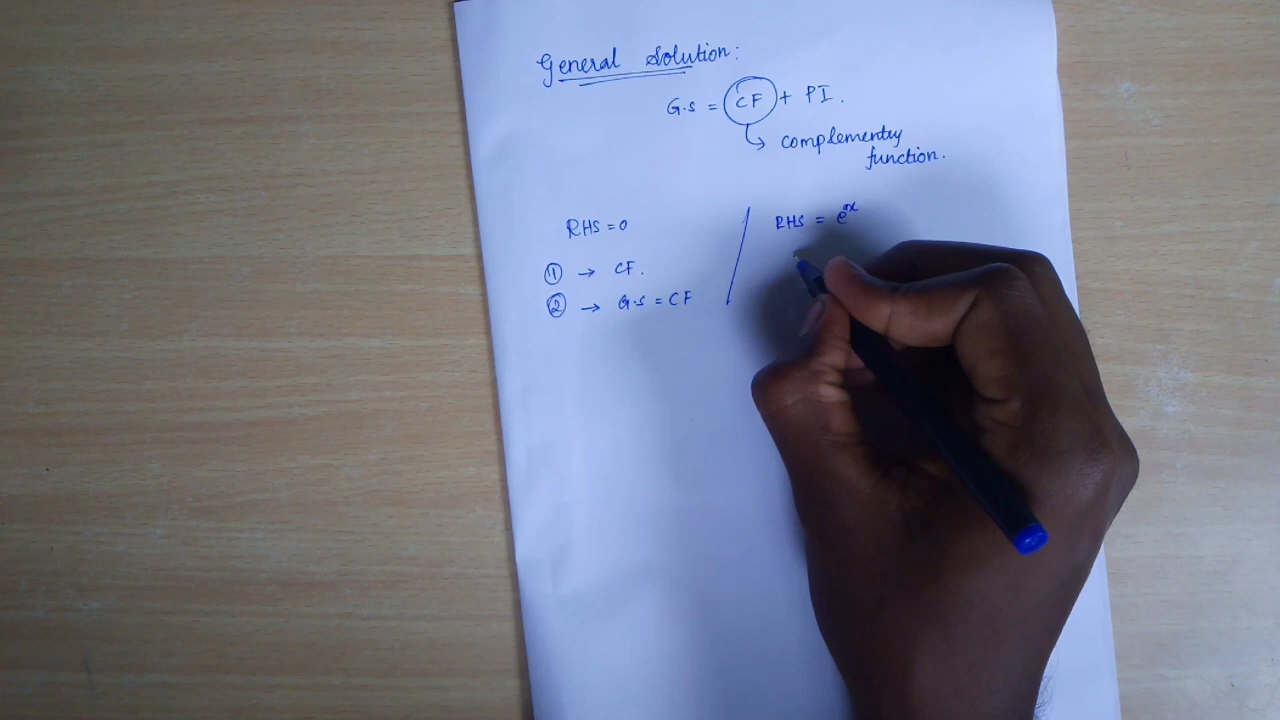 General Solution:
G.S = CF + PI.
↳ complementry
function.
RHS = 0
① → CF.
② → G.S = CF
RHS = e^ax